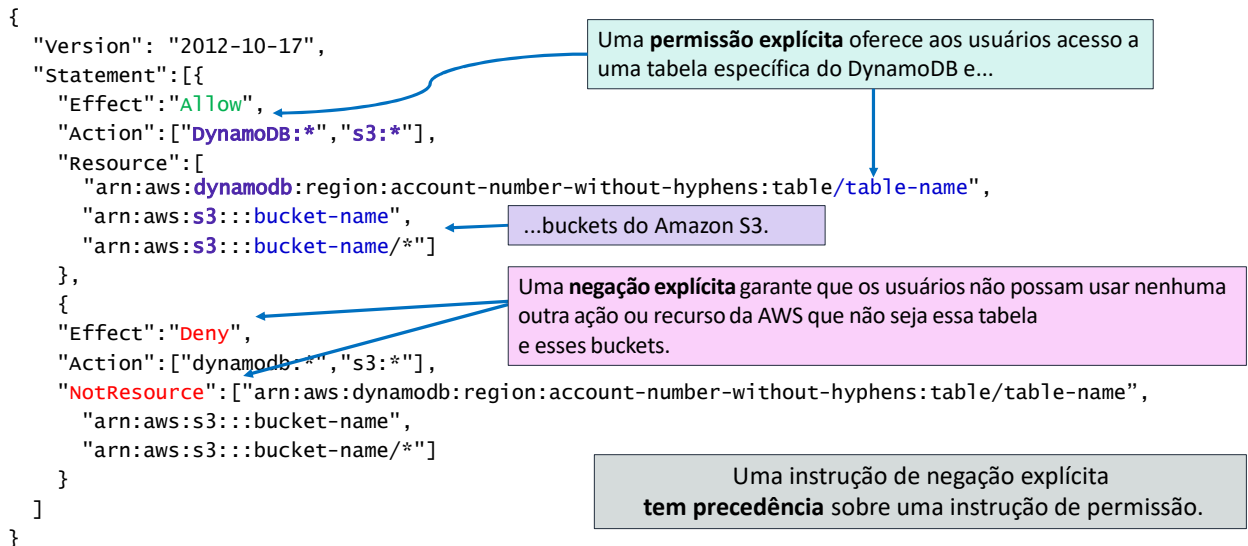 {
"Version": "2012-10-17",
"Statement":[{
"Effect":"Allow",
"Action":["DynamoDB:*","s3:*"],
"Resource":[
"arn:aws:dynamodb:region:account-number-without-hyphens:table/table-name",
"arn:aws:s3:::bucket-name",
"arn:aws:s3:::bucket-name/*"]
},
{
"Effect":"Deny",
"Action":["dynamodb:*","s3:*"],
"NotResource":["arn:aws:dynamodb:region:account-number-without-hyphens:table/table-name”,
"arn:aws:s3:::bucket-name",
"arn:aws:s3:::bucket-name/*"]
}
]
}
Uma permissão explícita oferece aos usuários acesso a
uma tabela específica do DynamoDB e...
...buckets do Amazon S3.
Uma negação explícita garante que os usuários não possam usar nenhuma
outra ação ou recurso da AWS que não seja essa tabela
e esses buckets.
Uma instrução de negação explícita
tem precedência sobre uma instrução de permissão.